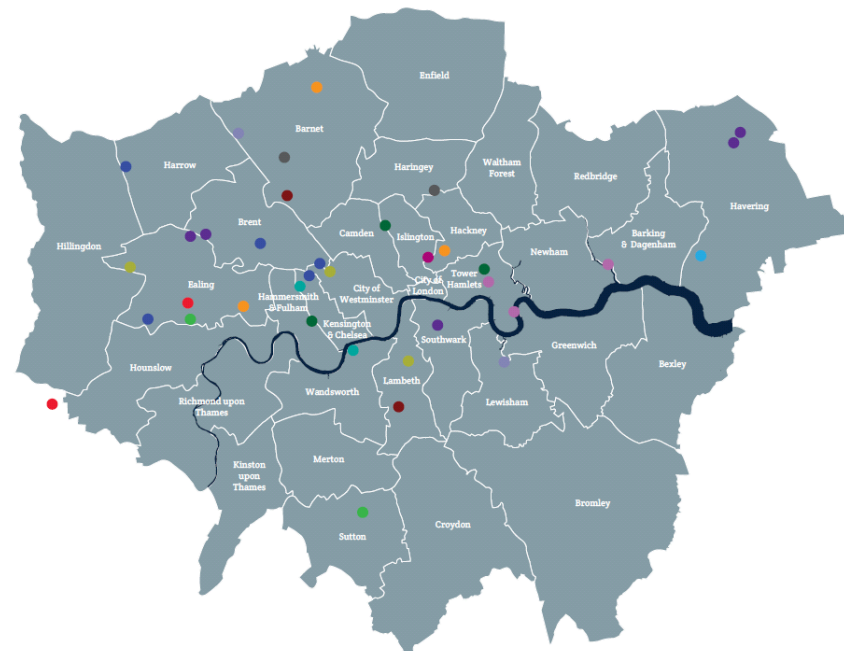 Enfield
Barnet
Harrow
Haringey
Waltham
Forest
Redbridge
Havering
Hillingdon
Brent
Camden
Islington
Hackney
Newham
Barking
& Dagenham
Ealing
Hammersmith
& Fulham
City of
Westminster
City of
London
Tower
Hamlets
Kensington
& Chelsea
Southwark
Greenwich
Bexley
Hounslow
Wandsworth
Lambeth
Lewisham
Richmond upon
Thames
Merton
Kinston
upon
Thames
Sutton
Croydon
Bromley